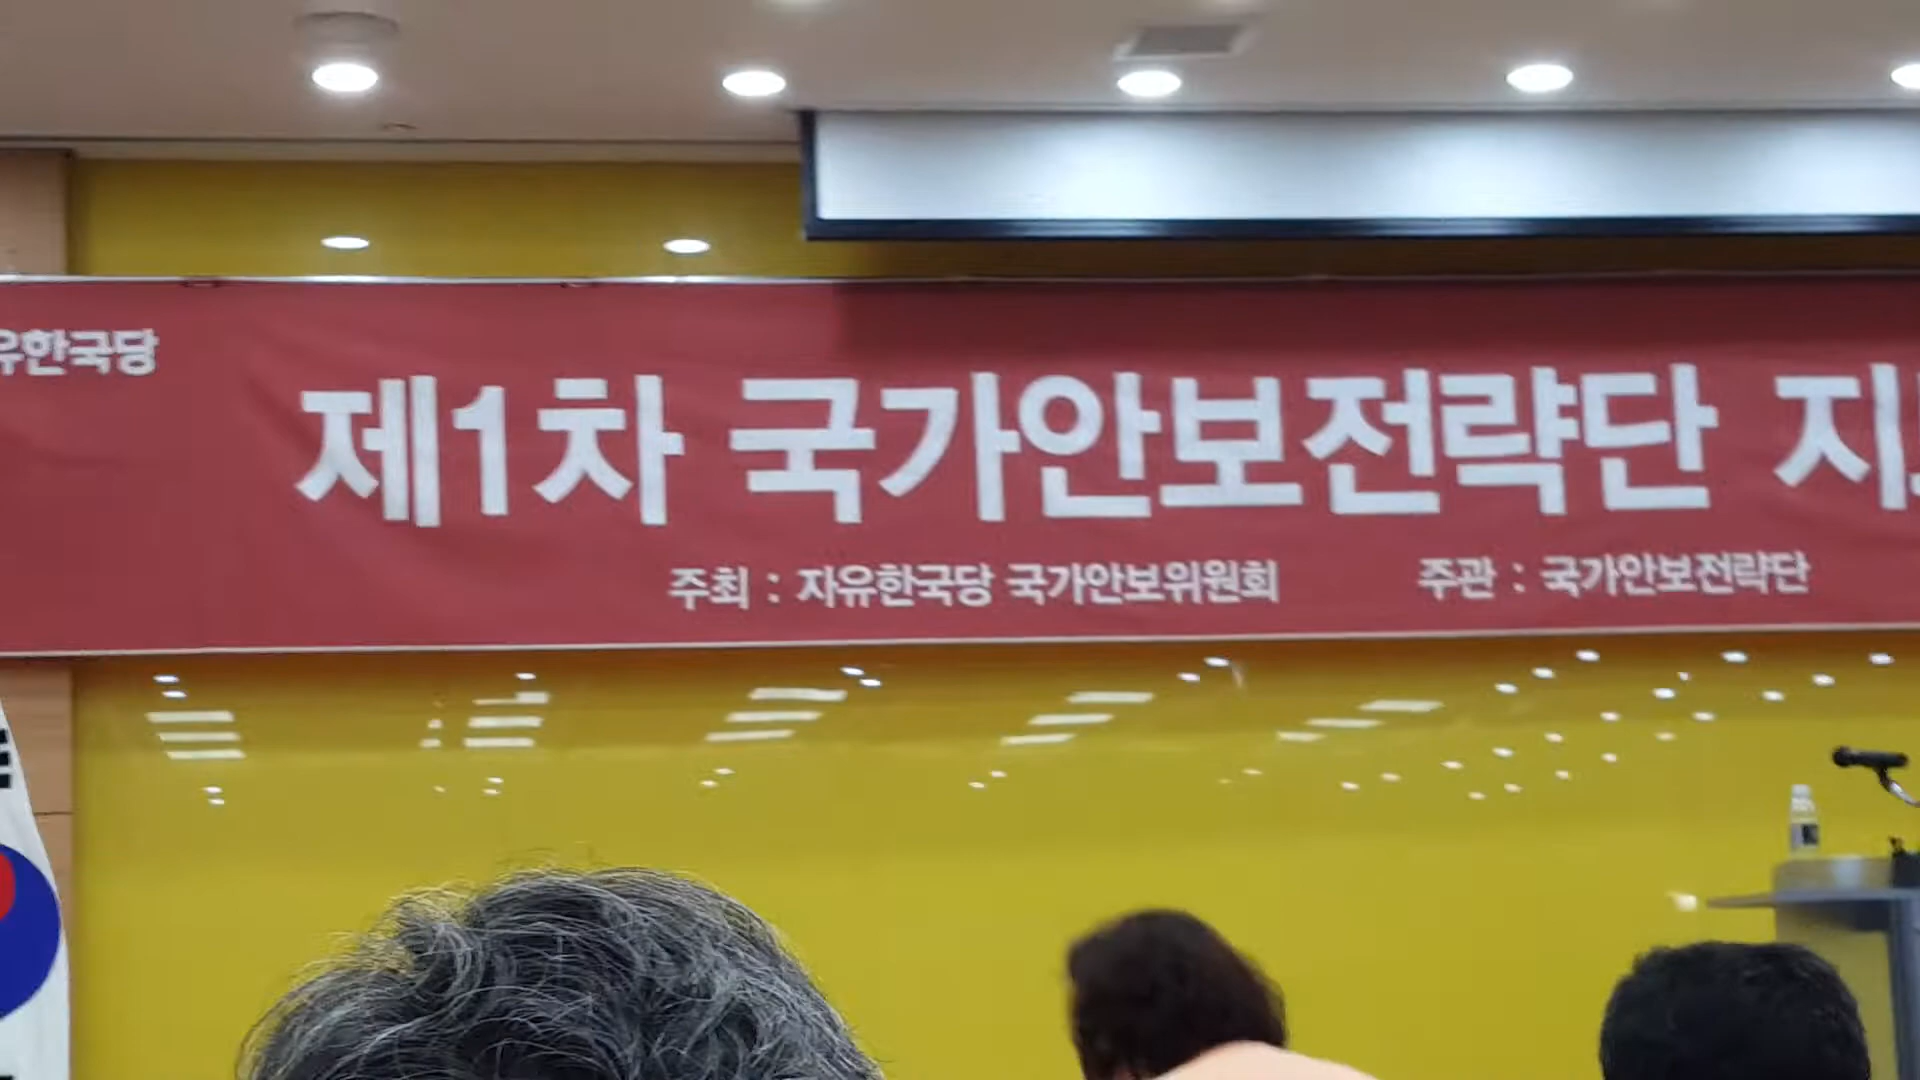 유한국당
제1차 국가안보전략단 지
주최 : 자유한국당 국가안보위원회 주관 : 국가안보전략단